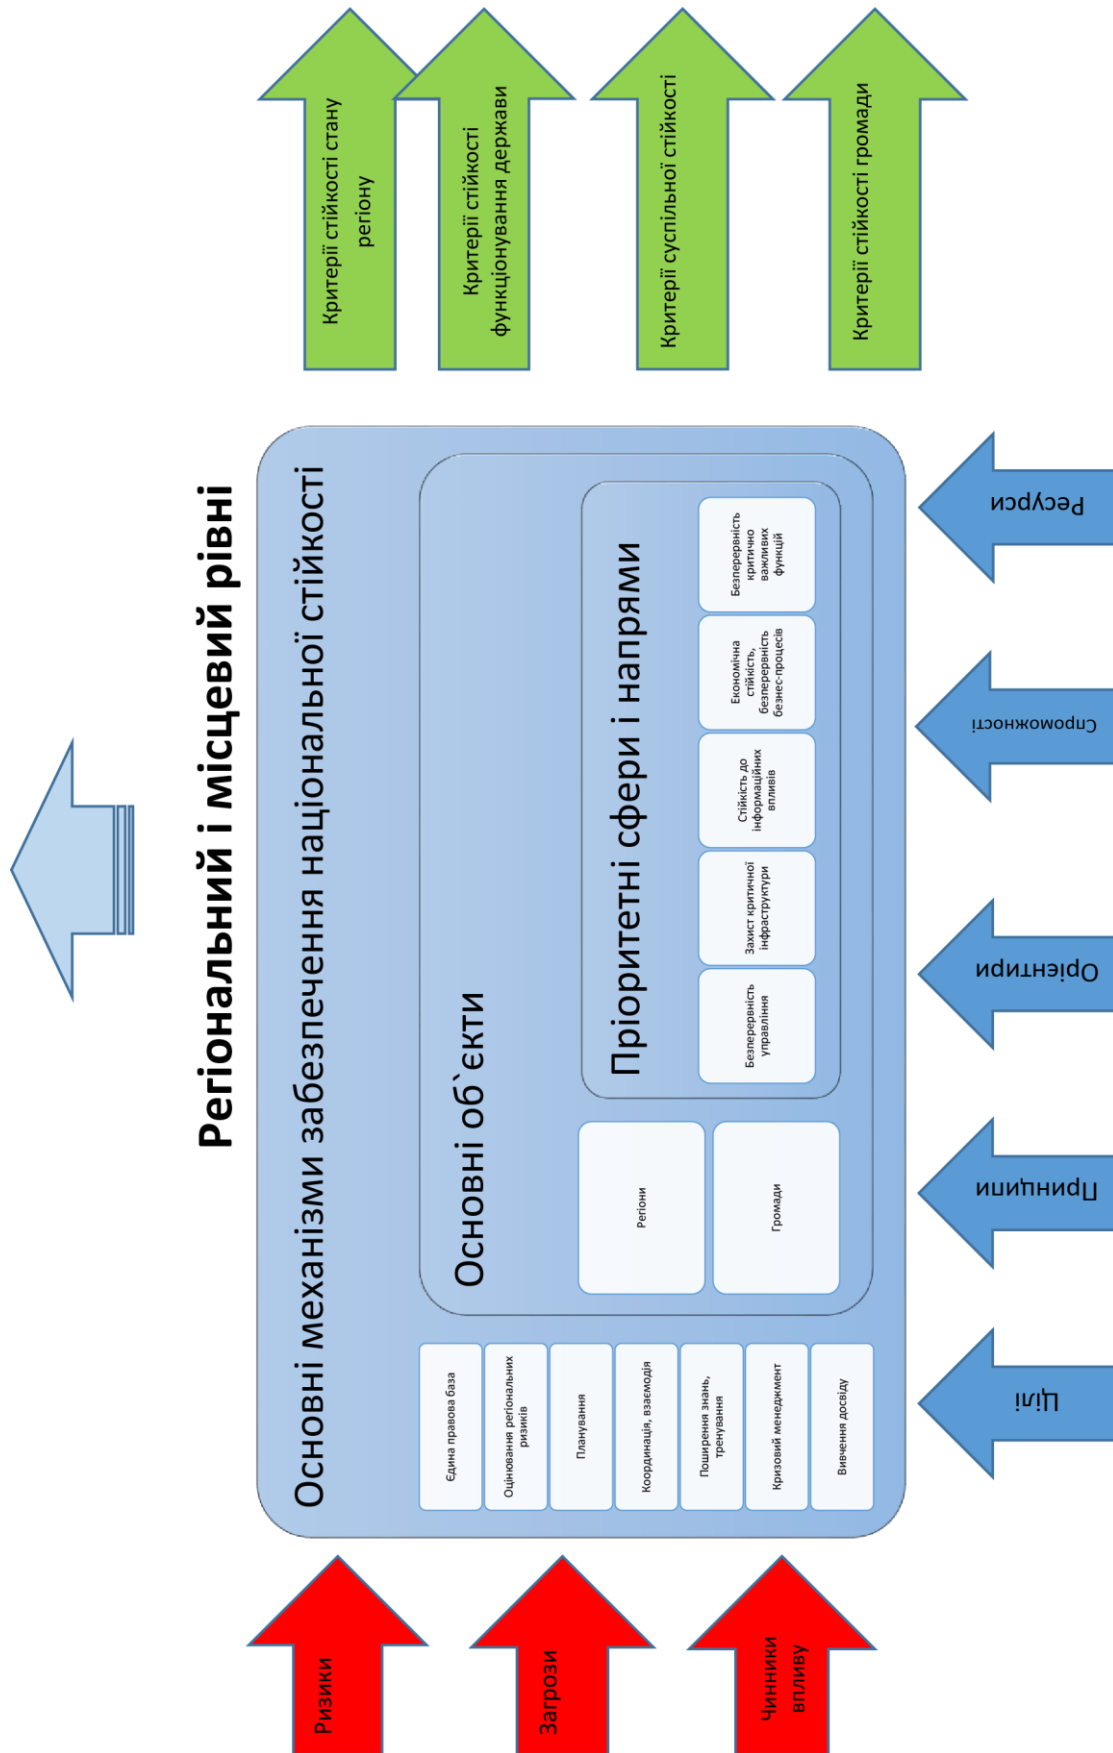 Регіональний і місцевий рівні
Основні механізми забезпечення національної стійкості
Єдина правова база
Оцінювання регіональних
ризиків
Планування
Координація, взаємодія
Поширення знань,
тренування
Кризовий менеджмент
Вивчення досвіду
Основні об`єкти
Регіони
Громади
Пріоритетні сфери і напрями
Безперервність
управління
Захист критичної
інфраструктури
Стійкість до
інформаційних
впливів
Економічна
стійкість,
безперервність
безнес-процесів
Безперервність
критично
важливих
функцій
Ризики
Загрози
Чинники
впливу
Критерії стійкості стану
регіону
Критерії стійкості
функціонування держави
Критерії суспільної стійкості
Критерії стійкості громади
Цілі
Принципи
Орієнтири
Спроможності
Ресурси